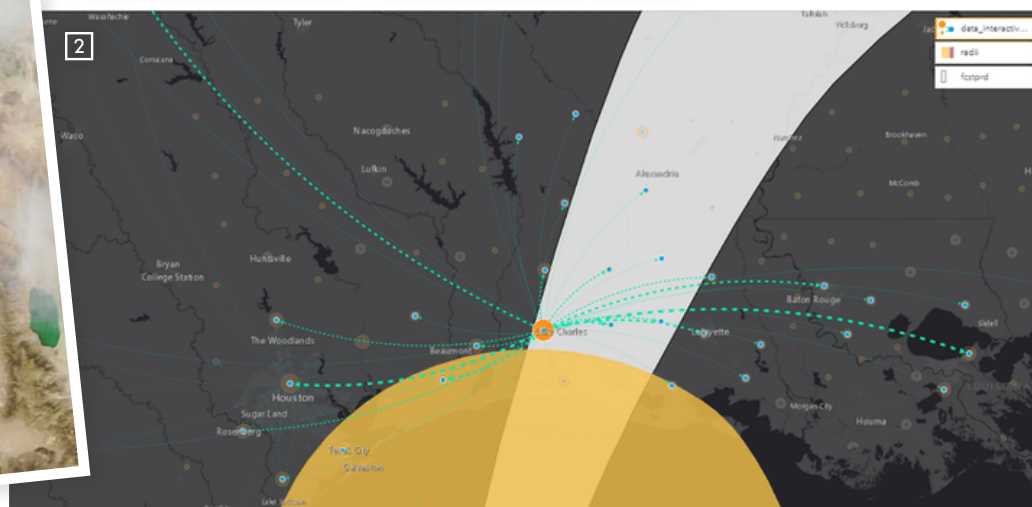 2
Tyler
Corsicana
Waco
Nacogdoches
Lufkin
Alexandria
Vicksburg
data_interactiv...
radii
fcstprd
Brookhaven
McComb
Bryan
College Station
Huntsville
The Woodlands
Beaumont
Charles
Lafayette
Baton Rouge
Slidell
Houston
Sugar Land
Rosenberg
Texas City
Galveston
Morgan City
Houma